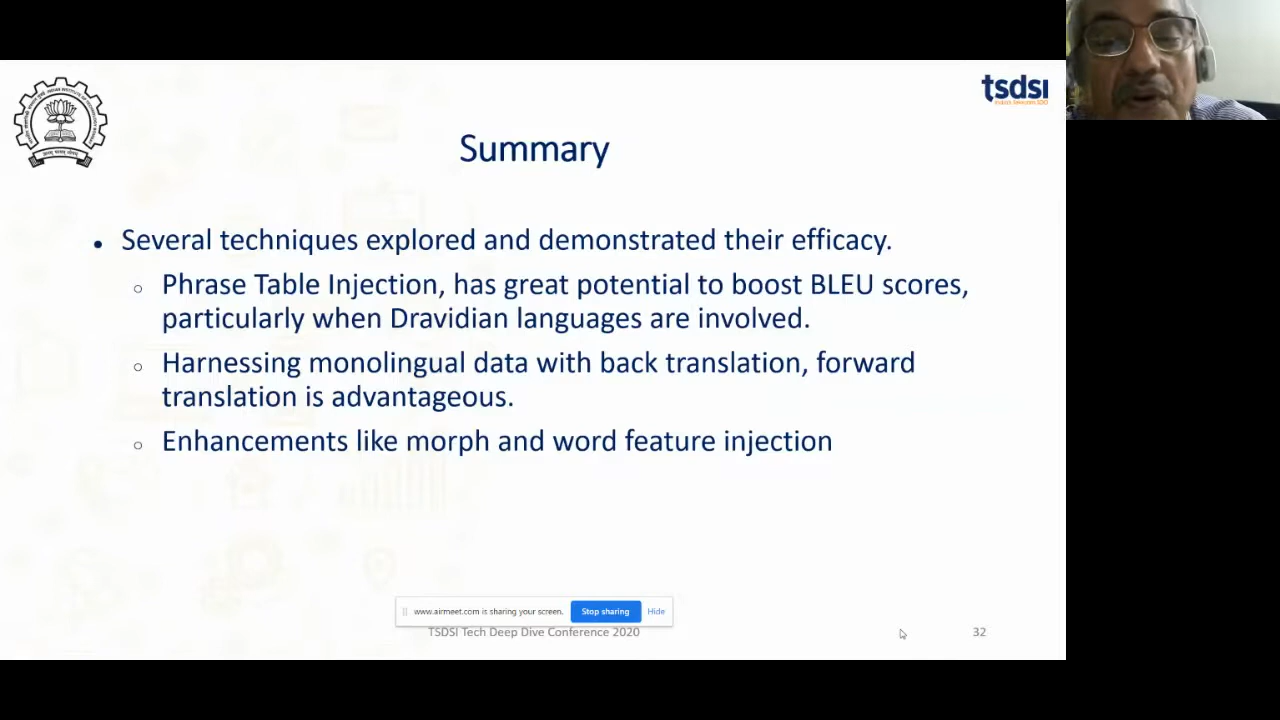 tsdsi
Summary
• Several techniques explored and demonstrated their efficacy.
○ Phrase Table Injection, has great potential to boost BLEU scores,
particularly when Dravidian languages are involved.
○ Harnessing monolingual data with back translation, forward
translation is advantageous.
○ Enhancements like morph and word feature injection
www.airmeet.com is sharing your screen. Stop sharing Hide
TSDSI Tech Deep Dive Conference 2020 32